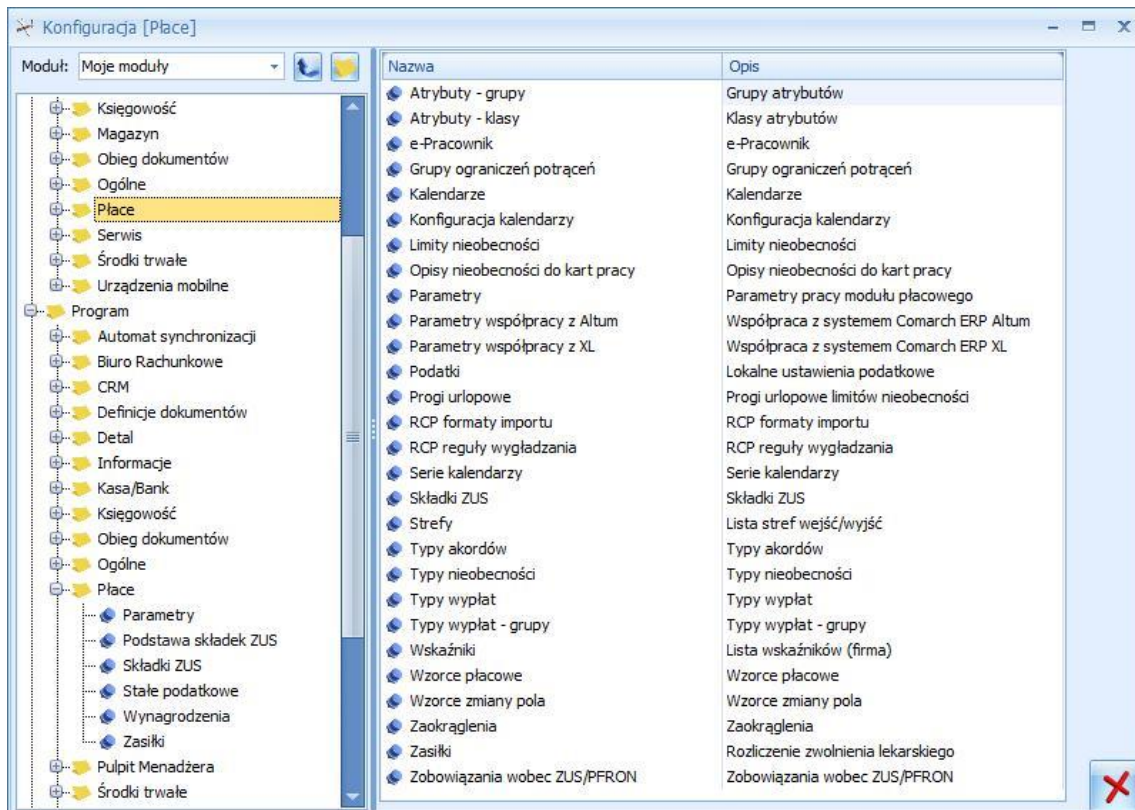 Konfiguracja [Płace]
Moduł: Moje moduły
Księgowość
Magazyn
Obieg dokumentów
Ogólne
Płace
Serwis
Środki trwałe
Urządzenia mobilne
Program
Automat synchronizacji
Biuro Rachunkowe
CRM
Definicje dokumentów
Detal
Informacje
Kasa/Bank
Księgowość
Obieg dokumentów
Ogólne
Płace
Parametry
Podstawa składek ZUS
Składki ZUS
Stałe podatkowe
Wynagrodzenia
Zasiłki
Pulpit Menadżera
Środki trwałe
Nazwa Opis
Atrybuty - grupy Grupy atrybutów
Atrybuty - klasy Klasy atrybutów
e-Pracownik e-Pracownik
Grupy ograniczeń potrąceń Grupy ograniczeń potrąceń
Kalendarze Kalendarze
Konfiguracja kalendarzy Konfiguracja kalendarzy
Limity nieobecności Limity nieobecności
Opisy nieobecności do kart pracy Opisy nieobecności do kart pracy
Parametry Parametry pracy modułu płacowego
Parametry współpracy z Altum Współpraca z systemem Comarch ERP Altum
Parametry współpracy z XL Współpraca z systemem Comarch ERP XL
Podatki Lokalne ustawienia podatkowe
Progi urlopowe Progi urlopowe limitów nieobecności
RCP formaty importu RCP formaty importu
RCP reguły wygładzania RCP reguły wygładzania
Serie kalendarzy Serie kalendarzy
Składki ZUS Składki ZUS
Strefy Lista stref wejść/wyjść
Typy akordów Typy akordów
Typy nieobecności Typy nieobecności
Typy wypłat Typy wypłat
Typy wypłat - grupy Typy wypłat - grupy
Wskaźniki Lista wskaźników (firma)
Wzorce płacowe Wzorce płacowe
Wzorce zmiany pola Wzorce zmiany pola
Zaokrąglenia Zaokrąglenia
Zasiłki Rozliczenie zwolnienia lekarskiego
Zobowiązania wobec ZUS/PFRON Zobowiązania wobec ZUS/PFRON